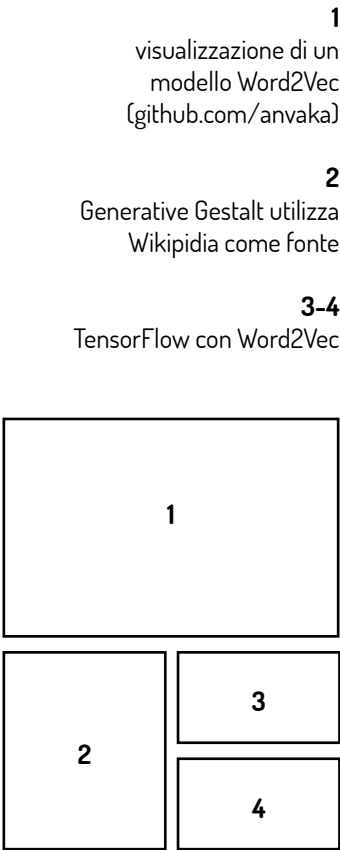 1
visualizzazione di un
modello Word2Vec
(github.com/anvaka)
2
Generative Gestalt utilizza
Wikipidia come fonte
3-4
TensorFlow con Word2Vec
1
2
3
4